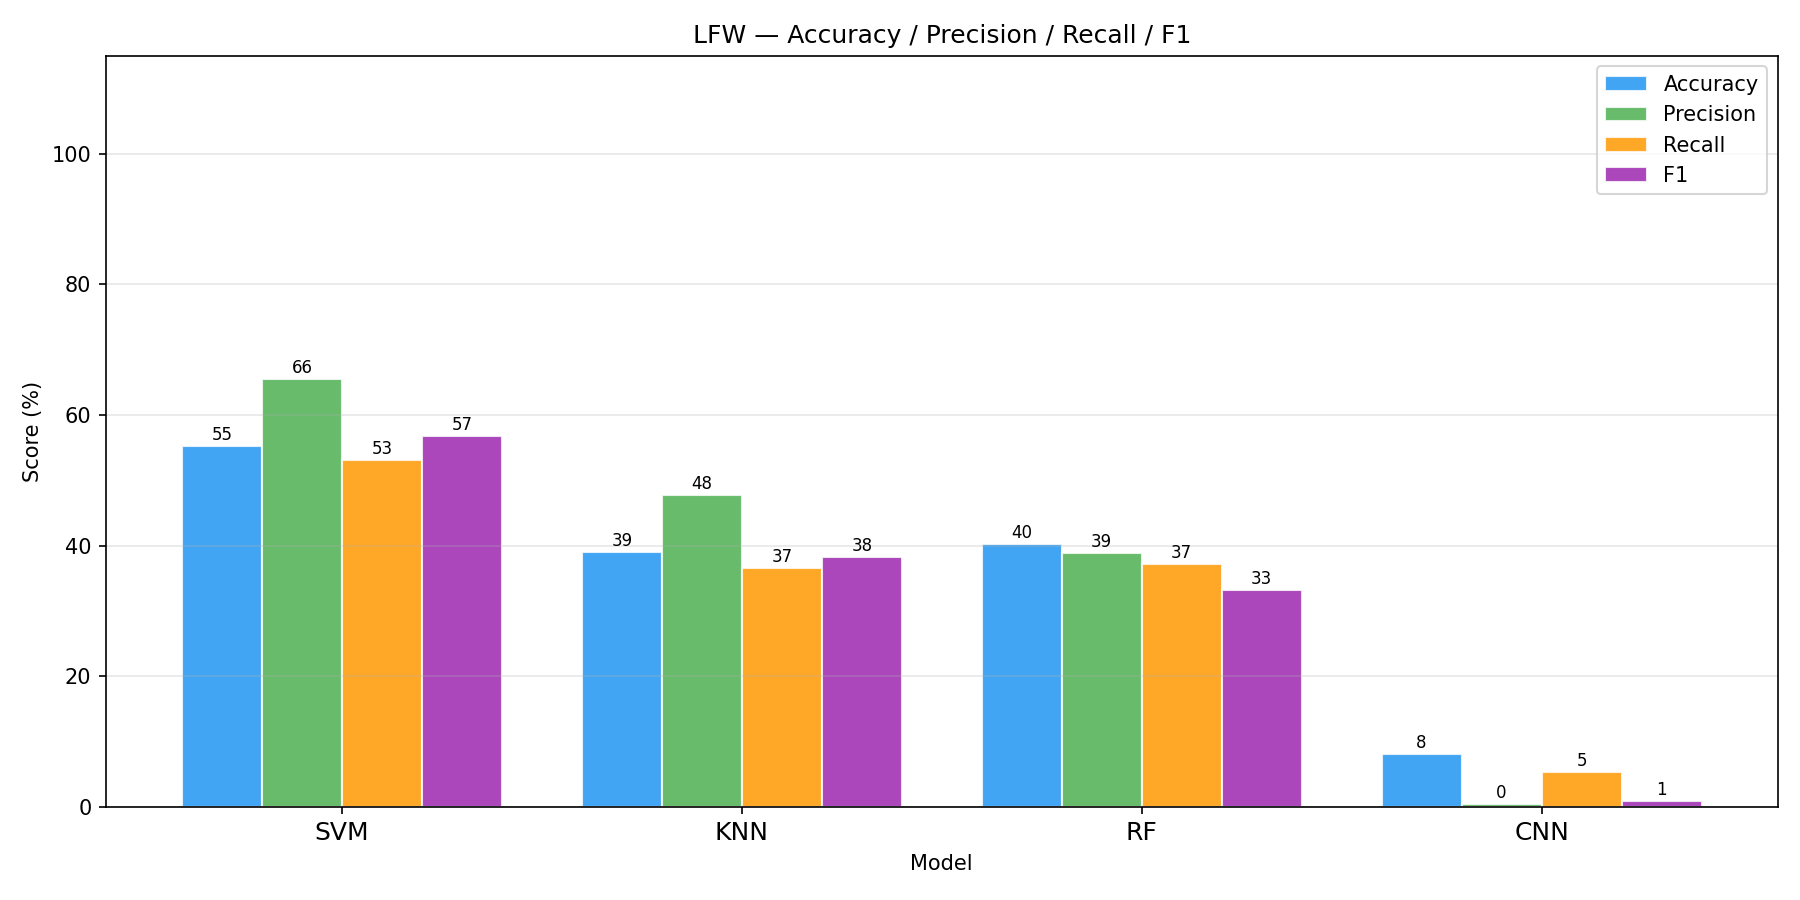 LFW — Accuracy / Precision / Recall / F1
Accuracy
Precision
Recall
F1
Score (%)
100
80
60
40
20
0
55
66
53
57
39
48
37
38
40
39
37
33
8
0
5
1
SVM
KNN
RF
CNN
Model